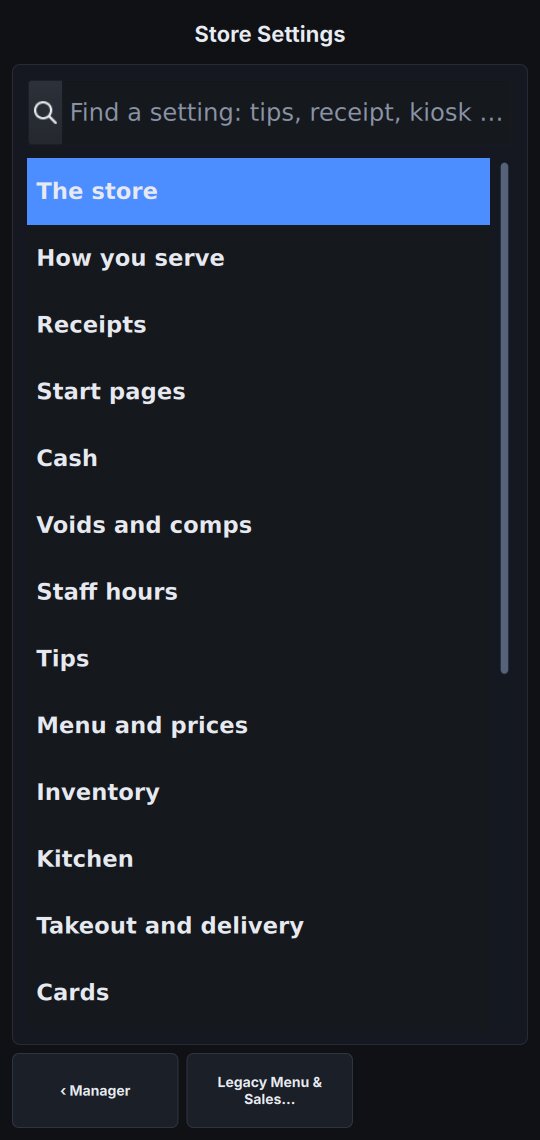 Store Settings
Find a setting: tips, receipt, kiosk ...
The store
How you serve
Receipts
Start pages
Cash
Voids and comps
Staff hours
Tips
Menu and prices
Inventory
Kitchen
Takeout and delivery
Cards
‹ Manager
Legacy Menu &
Sales...